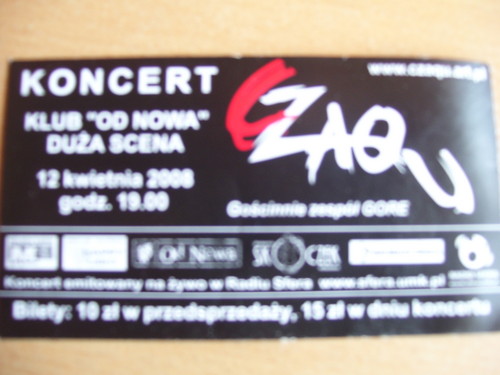 KONCERT
www.czaqu.art.pl
CZAQU
KLUB "OD NOWA"
DUŻA SCENA
12 kwietnia 2008
godz. 19.00
Gościnnie zespół GORE
Od Nowa
Koncert emitowany na żywo w Radiu Sfera www.sfera.umk.pl
Bilety: 10 zł w przedsprzedaży, 15 zł w dniu koncertu